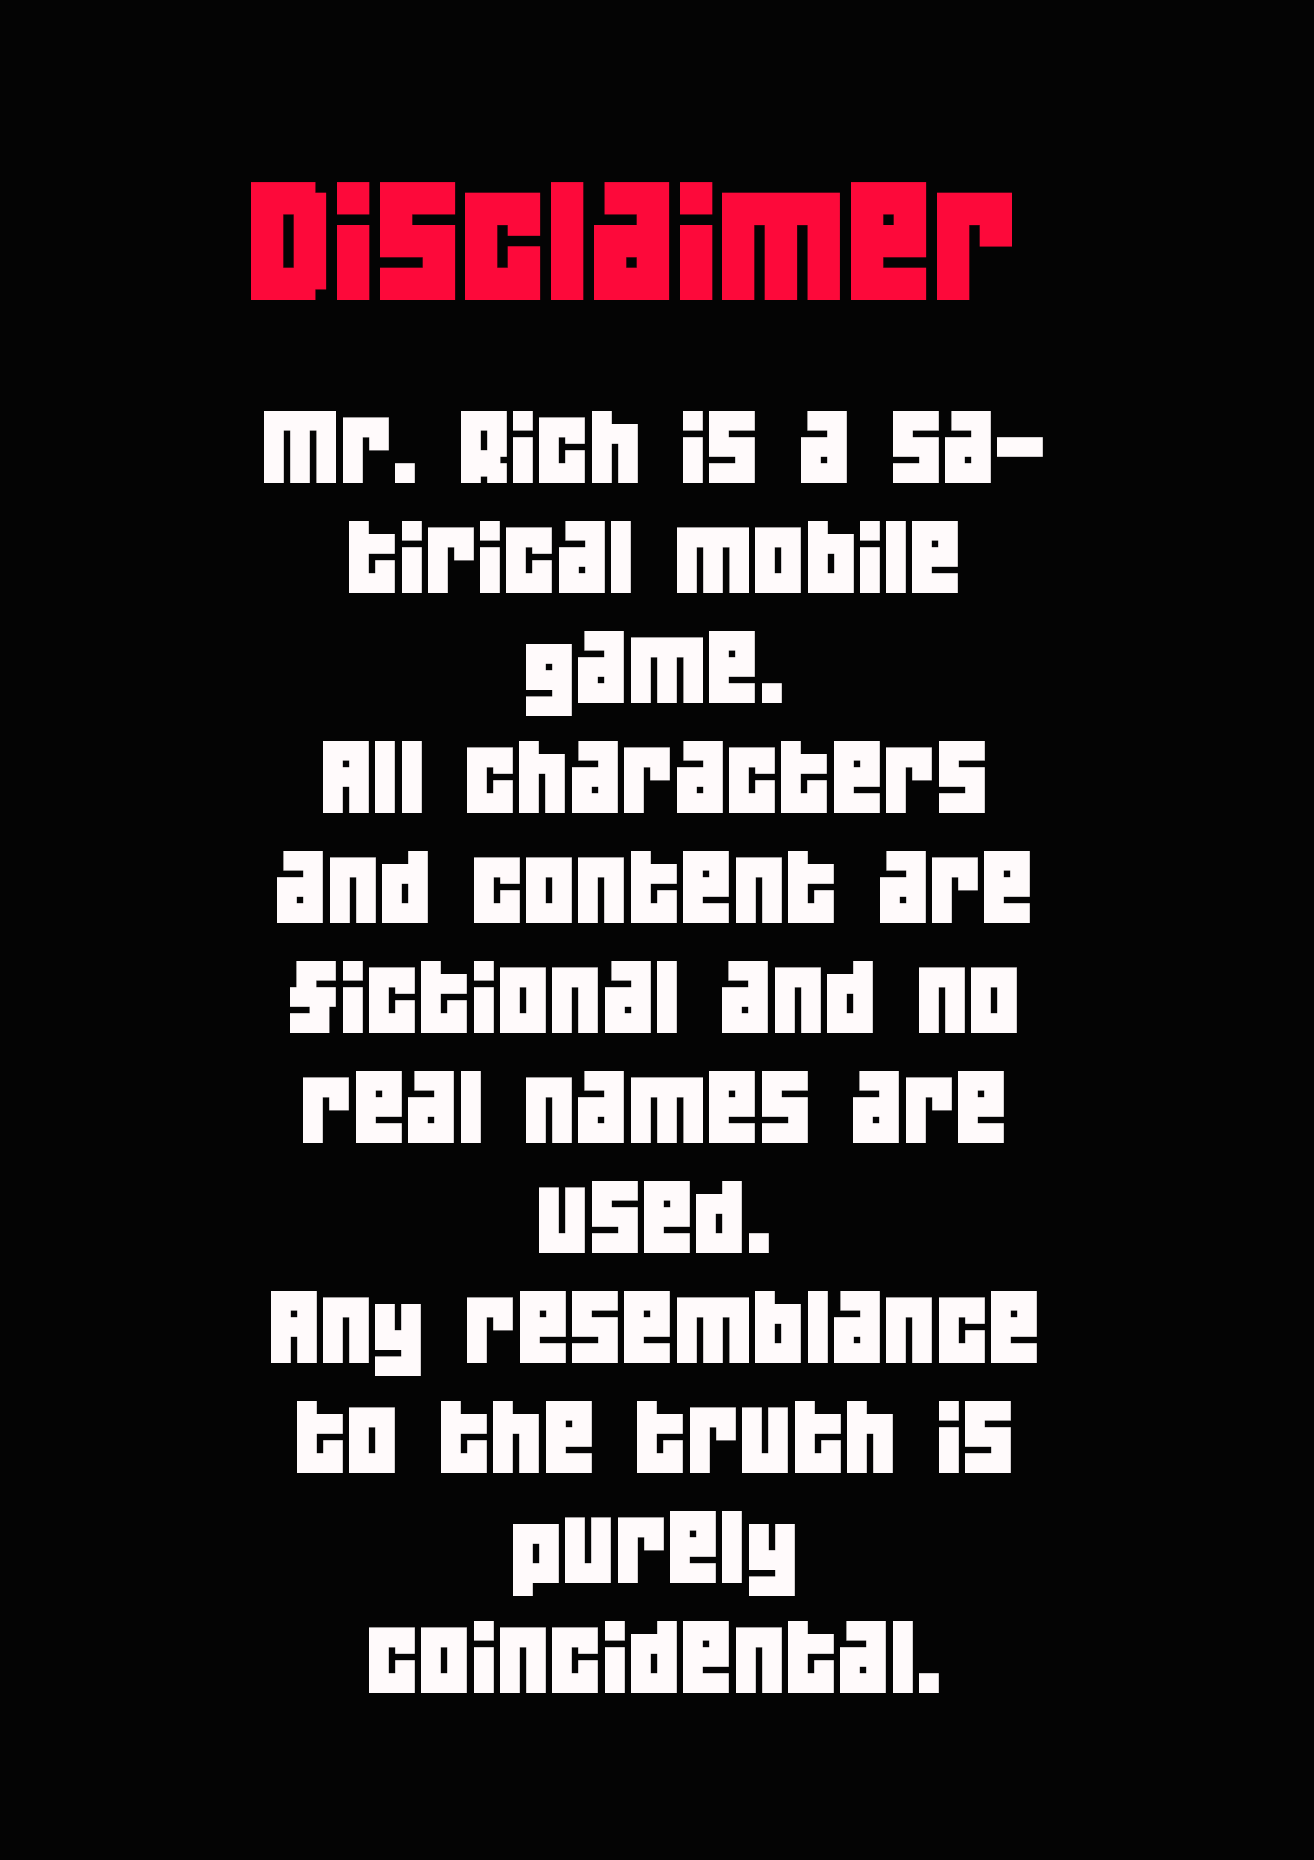 Disclaimer
Mr. Rich is a sa-
tirical mobile
game.
All characters
and content are
fictional and no
real names are
used.
Any resemblance
to the truth is
purely
coincidental.